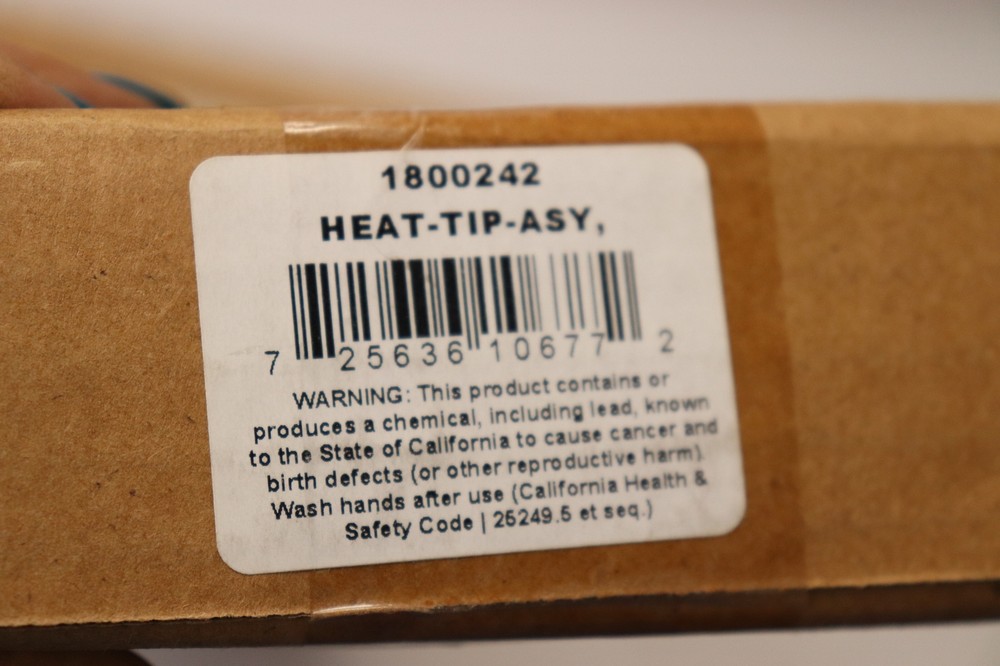 1800242
HEAT-TIP-ASY,
7 25636 10677 2
WARNING: This product contains or
produces a chemical, including lead, known
to the State of California to cause cancer and
birth defects (or other reproductive harm).
Wash hands after use (California Health &
Safety Code | 25249.5 et seq.)